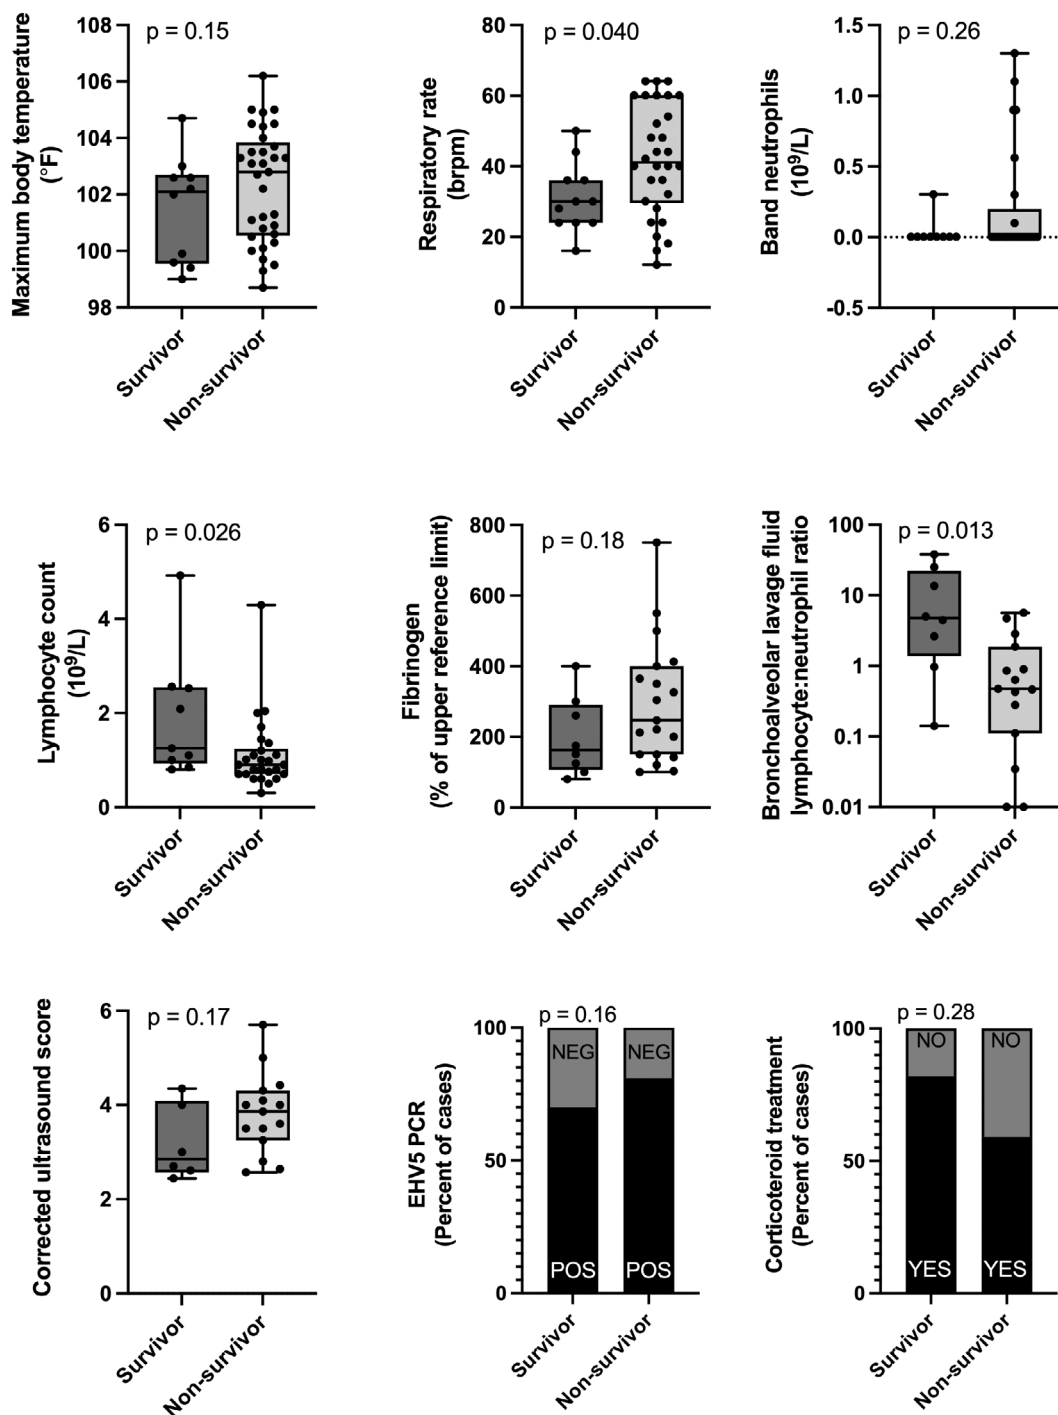 Maximum body temperature
(°F)
108
106
104
102
100
98
p = 0.15
Survivor
Non-survivor
Respiratory rate
(brpm)
80
60
40
20
0
p = 0.040
Survivor
Non-survivor
Band neutrophils
(10⁹/L)
1.5
1.0
0.5
0.0
-0.5
p = 0.26
Survivor
Non-survivor
Lymphocyte count
(10⁹/L)
6
4
2
0
p = 0.026
Survivor
Non-survivor
Fibrinogen
(% of upper reference limit)
800
600
400
200
0
p = 0.18
Survivor
Non-survivor
Bronchoalveolar lavage fluid
lymphocyte:neutrophil ratio
100
10
1
0.1
0.01
p = 0.013
Survivor
Non-survivor
Corrected ultrasound score
6
4
2
0
p = 0.17
Survivor
Non-survivor
EHV5 PCR
(Percent of cases)
100
50
0
p = 0.16
NEG
NEG
POS
POS
Survivor
Non-survivor
Corticoteroid treatment
(Percent of cases)
100
50
0
p = 0.28
NO
NO
YES
YES
Survivor
Non-survivor